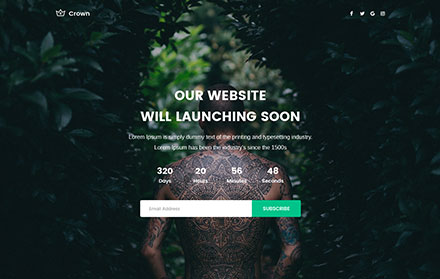 Crown
OUR WEBSITE
WILL LAUNCHING SOON
Lorem Ipsum is simply dummy text of the printing and typesetting industry.
Lorem Ipsum has been the industry's since the 1500s
320 20 56 48
Days Hours Minutes Seconds
Email Address SUBSCRIBE